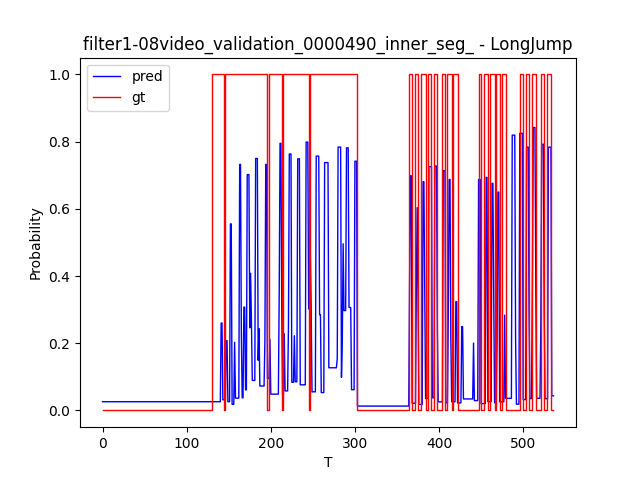 filter1-08video_validation_0000490_inner_seg_ - LongJump
pred
gt
1.0
0.8
0.6
0.4
0.2
0.0
Probability
0 100 200 300 400 500
T